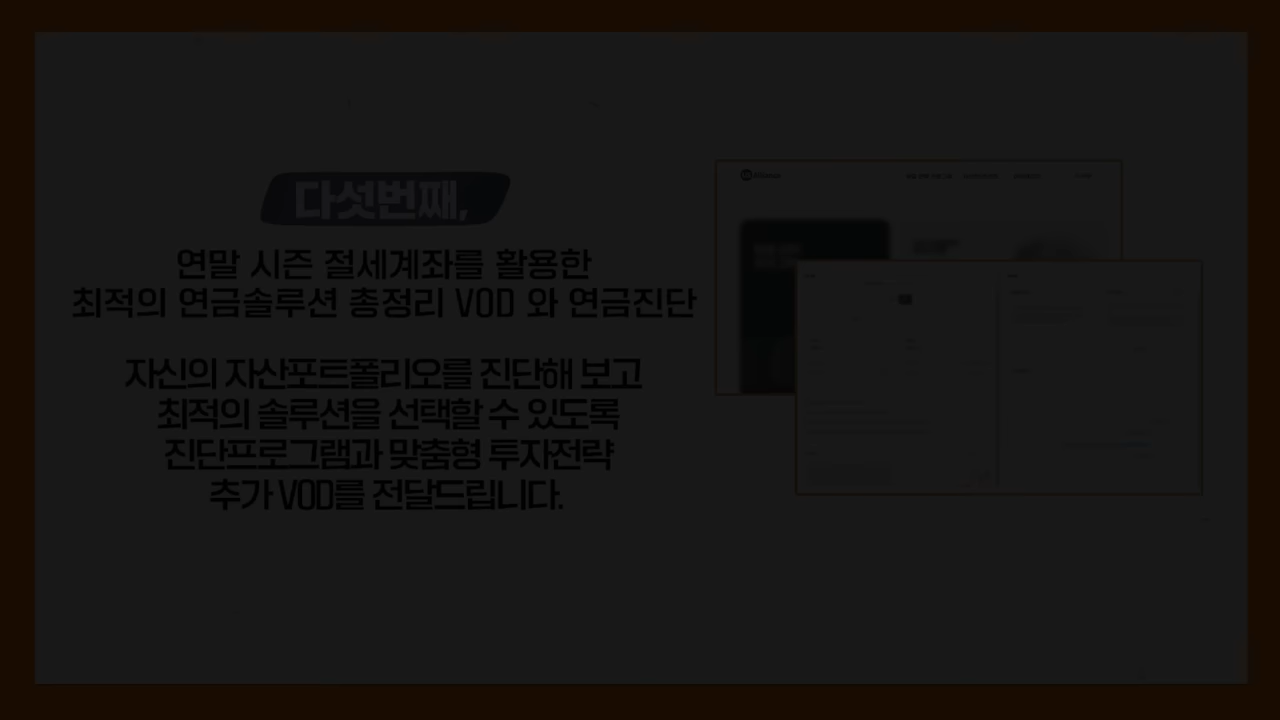 다섯번째,
연말 시즌 절세계좌를 활용한
최적의 연금솔루션 총정리 VOD 와 연금진단
자신의 자산포트폴리오를 진단해 보고
최적의 솔루션을 선택할 수 있도록
진단프로그램과 맞춤형 투자전략
추가 VOD를 전달드립니다.